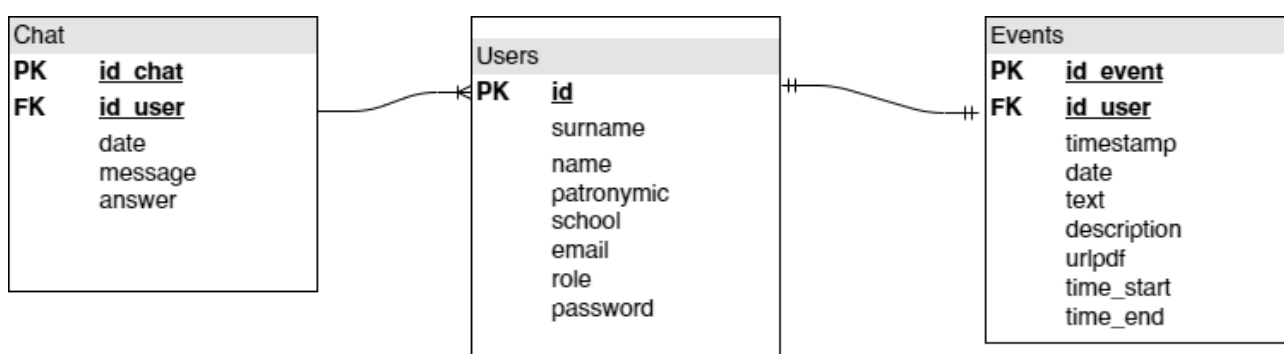 Chat
PK id_chat
FK id_user
date
message
answer
Users
PK id
surname
name
patronymic
school
email
role
password
Events
PK id_event
FK id_user
timestamp
date
text
description
urlpdf
time_start
time_end